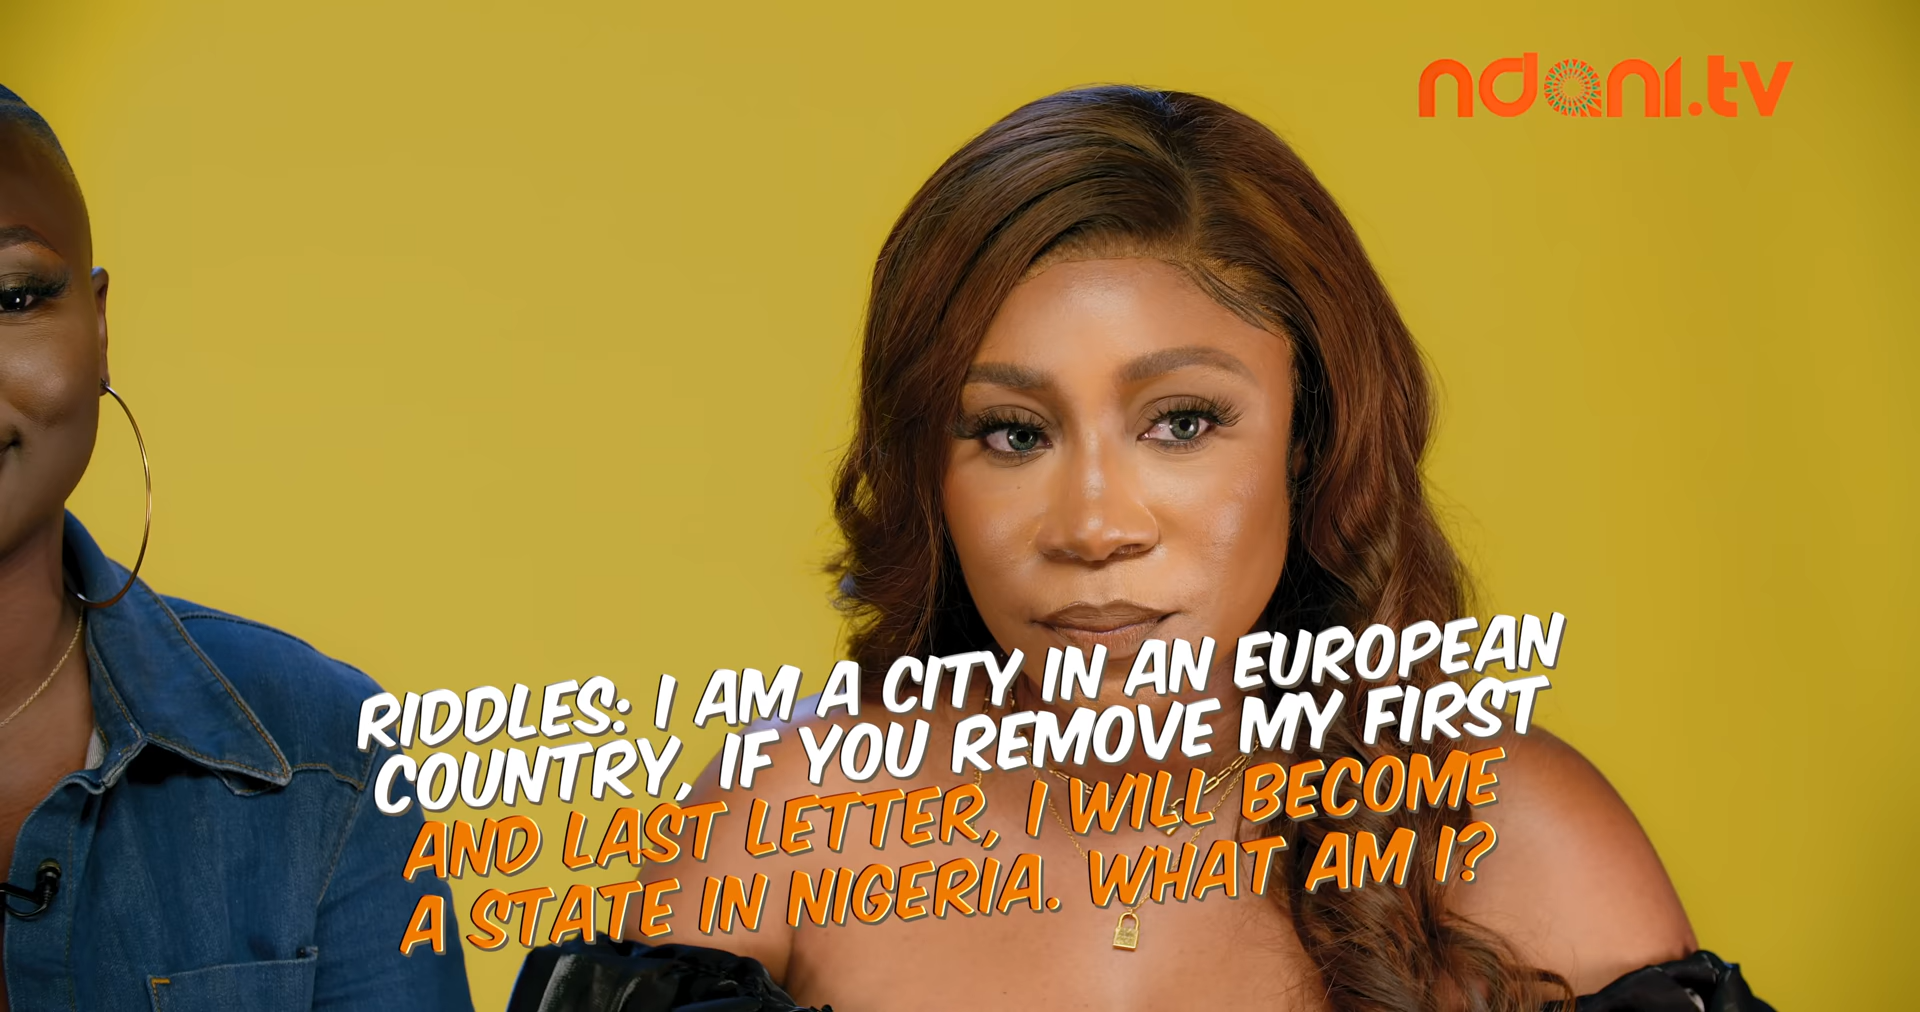 ndani.tv
RIDDLES: I AM A CITY IN AN EUROPEAN
COUNTRY, IF YOU REMOVE MY FIRST
AND LAST LETTER, I WILL BECOME
A STATE IN NIGERIA. WHAT AM I?